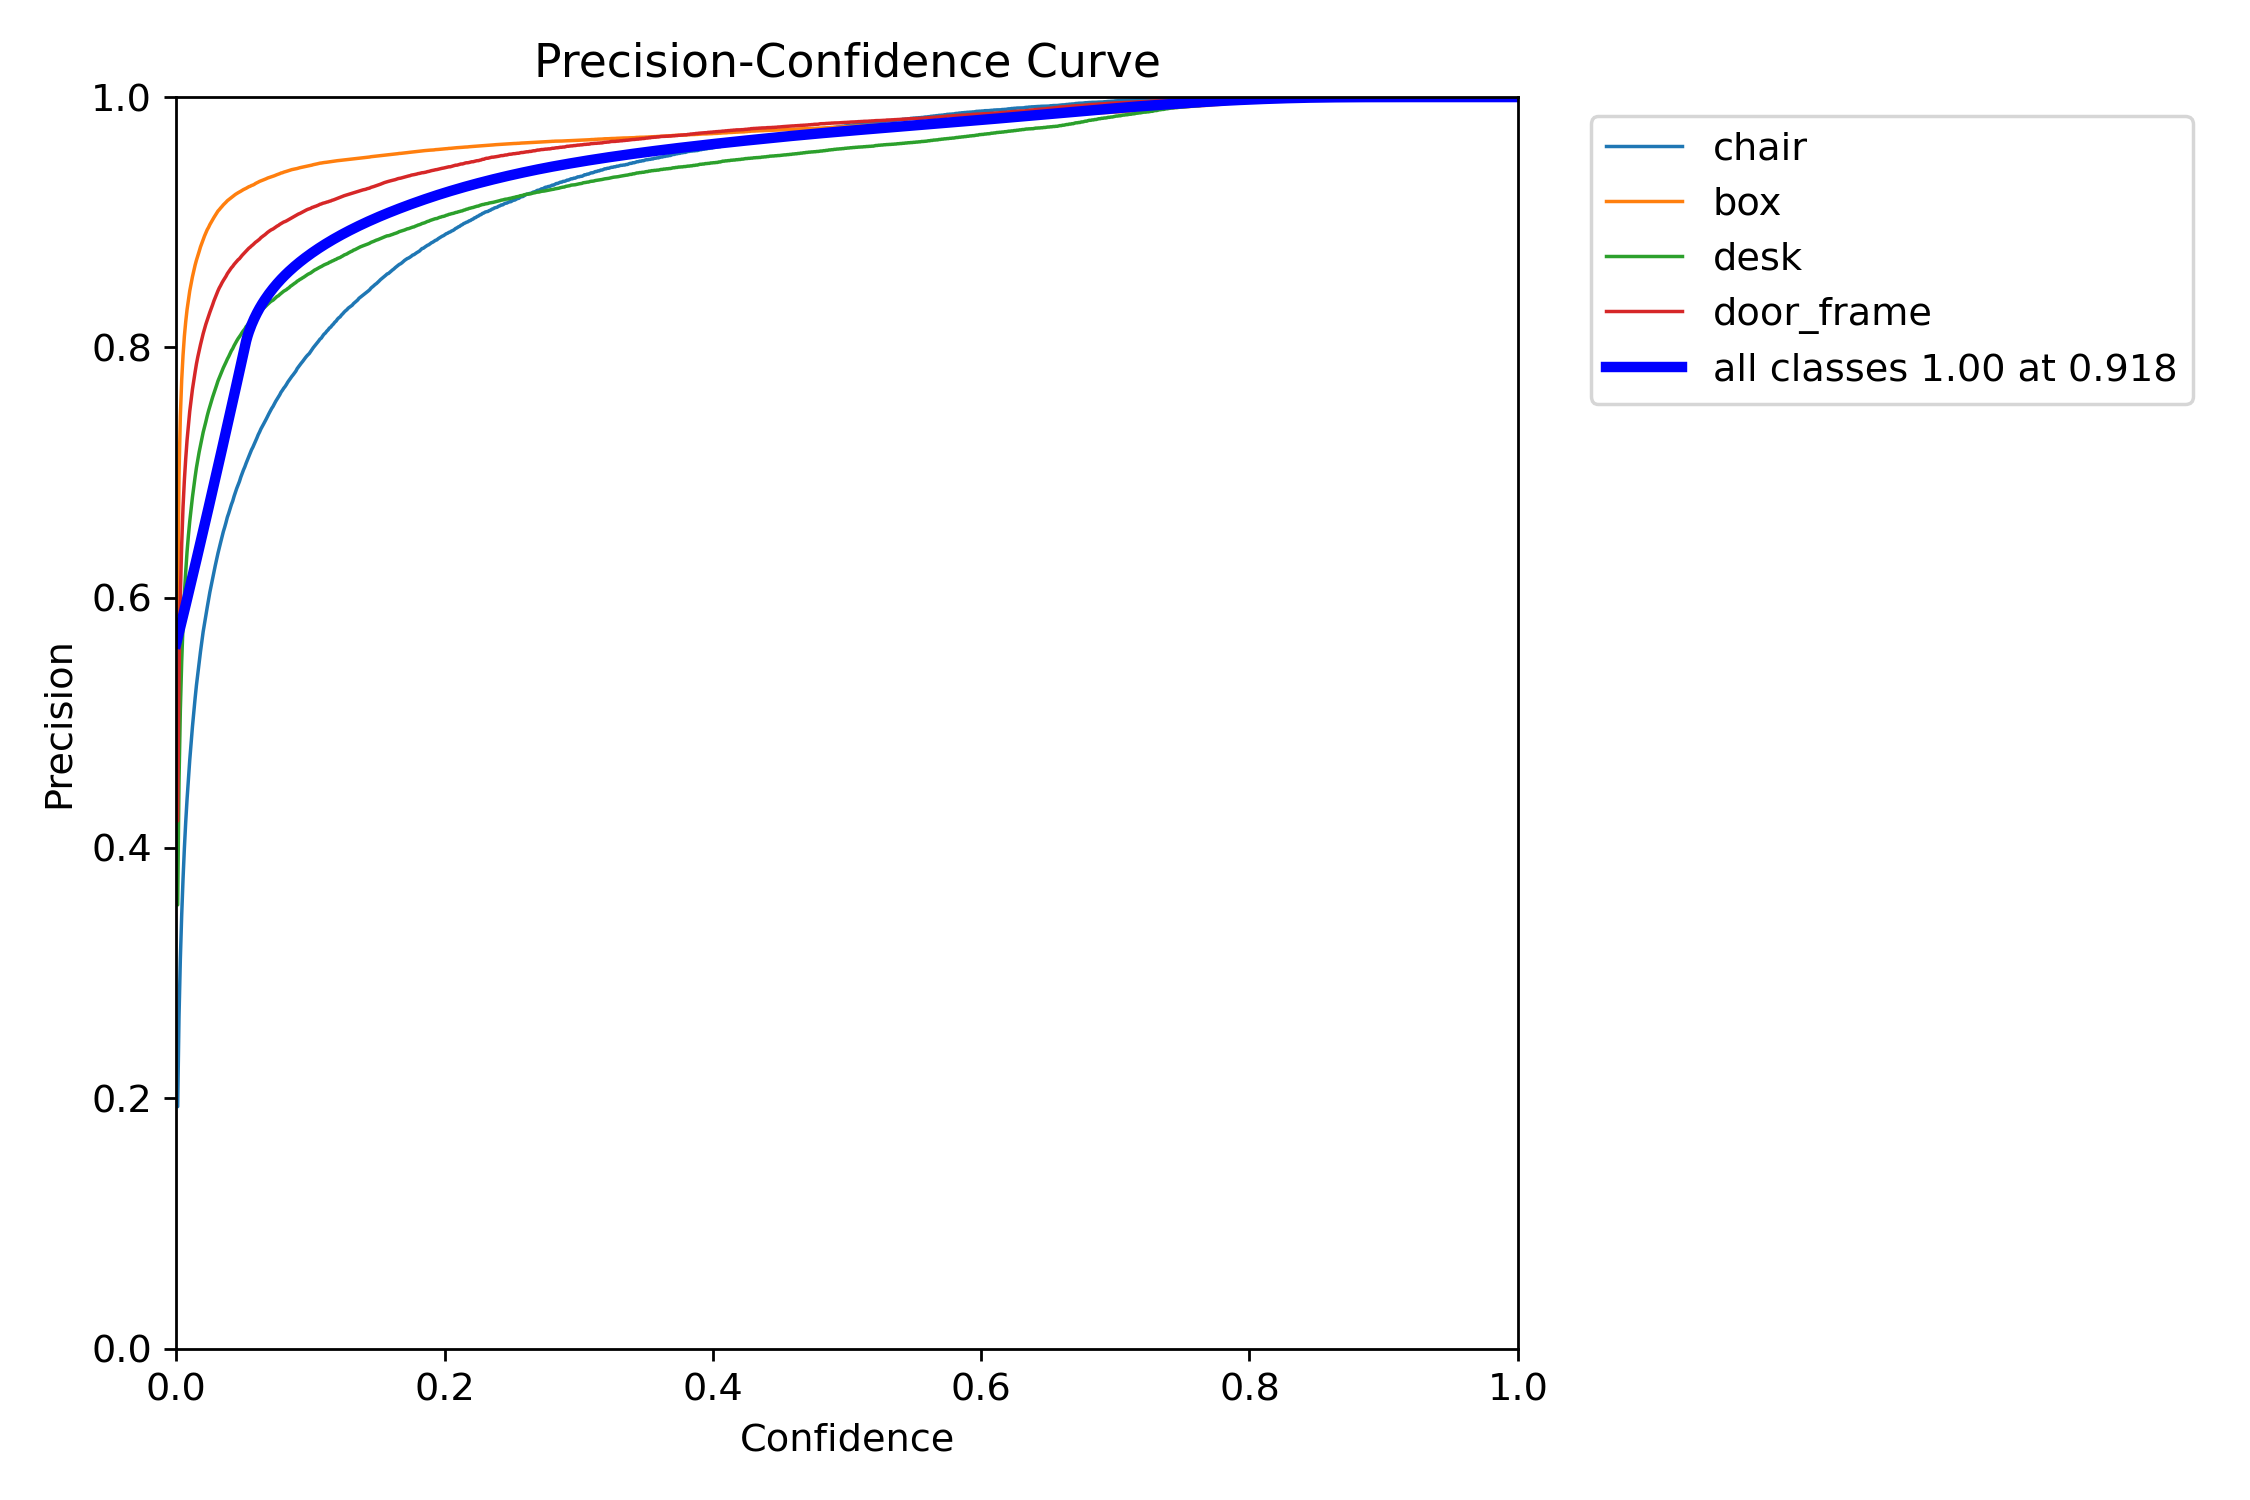 Precision-Confidence Curve
1.0
0.8
0.6
0.4
0.2
0.0
Precision
0.0 0.2 0.4 0.6 0.8 1.0
Confidence
chair
box
desk
door_frame
all classes 1.00 at 0.918